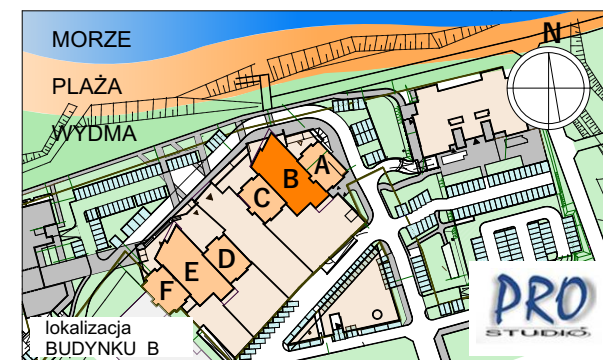 MORZE
N
PLAŻA
WYDMA
A
B
C
D
E
F
lokalizacja
BUDYNKU B
PRO
STUDIO